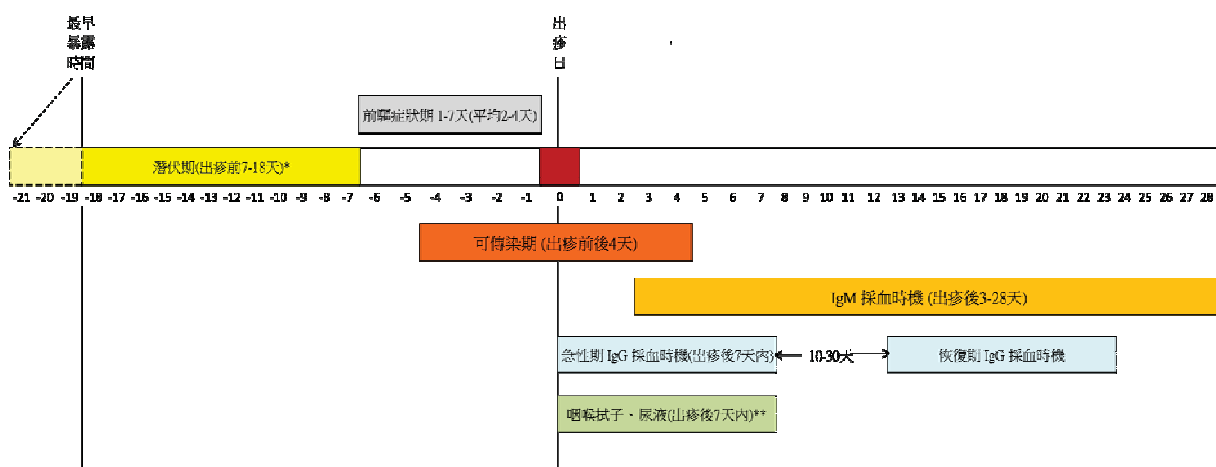 最早
暴露
時間
出疹日
前驅症狀期 1-7天(平均2-4天)
潛伏期(出疹前7-18天)*
-21 -20 -19 -18 -17 -16 -15 -14 -13 -12 -11 -10 -9 -8 -7 -6 -5 -4 -3 -2 -1 0 1 2 3 4 5 6 7 8 9 10 11 12 13 14 15 16 17 18 19 20 21 22 23 24 25 26 27 28
可傳染期 (出疹前後4天)
IgM 採血時機 (出疹後3-28天)
急性期 IgG 採血時機(出疹後7天內) 10-30天 恢復期 IgG 採血時機
咽喉拭子、尿液(出疹後7天內)**